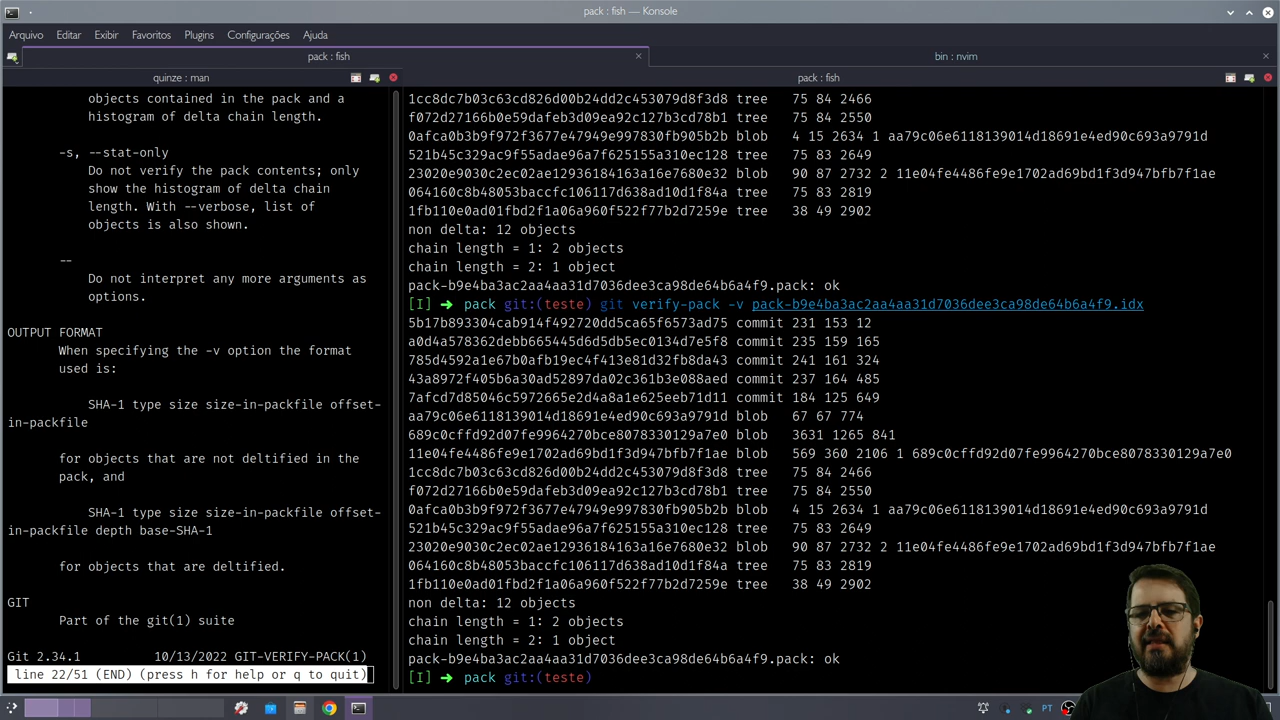 pack : fish — Konsole
Arquivo Editar Exibir Favoritos Plugins Configurações Ajuda
pack : fish
bin : nvim
quinze : man
objects contained in the pack and a
histogram of delta chain length.
-s, --stat-only
Do not verify the pack contents; only
show the histogram of delta chain
length. With --verbose, list of
objects is also shown.
--
Do not interpret any more arguments as
options.
OUTPUT FORMAT
When specifying the -v option the format
used is:
SHA-1 type size size-in-packfile offset-
in-packfile
for objects that are not deltified in the
pack, and
SHA-1 type size size-in-packfile offset-
in-packfile depth base-SHA-1
for objects that are deltified.
GIT
Part of the git(1) suite
Git 2.34.1 10/13/2022 GIT-VERIFY-PACK(1)
line 22/51 (END) (press h for help or q to quit)
pack : fish
1cc8dc7b03c63cd826d00b24dd2c453079d8f3d8 tree 75 84 2466
f072d27166b0e59dafeb3d09ea92c127b3cd78b1 tree 75 84 2550
0afca0b3b9f972f3677e47949e997830fb905b2b blob 4 15 2634 1 aa79c06e6118139014d18691e4ed90c693a9791d
521b45c329ac9f55adae96a7f625155a310ec128 tree 75 83 2649
23020e9030c2ec02ae12936184163a16e7680e32 blob 90 87 2732 2 11e04fe4486fe9e1702ad69bd1f3d947bfb7f1ae
064160c8b48053baccfc106117d638ad10d1f84a tree 75 83 2819
1fb110e0ad01fbd2f1a06a960f522f77b2d7259e tree 38 49 2902
non delta: 12 objects
chain length = 1: 2 objects
chain length = 2: 1 object
pack-b9e4ba3ac2aa4aa31d7036dee3ca98de64b6a4f9.pack: ok
[I] ➜ pack git:(teste) git verify-pack -v pack-b9e4ba3ac2aa4aa31d7036dee3ca98de64b6a4f9.idx
5b17b893304cab914f492720dd5ca65f6573ad75 commit 231 153 12
a0d4a578362debb665445d6d5db5ec0134d7e5f8 commit 235 159 165
785d4592a1e67b0afb19ec4f413e81d32fb8da43 commit 241 161 324
43a8972f405b6a30ad52897da02c361b3e088aed commit 237 164 485
7afcd7d85046c5972665e2d4a8a1e625eeb71d11 commit 184 125 649
aa79c06e6118139014d18691e4ed90c693a9791d blob 67 67 774
689c0cffd92d07fe9964270bce8078330129a7e0 blob 3631 1265 841
11e04fe4486fe9e1702ad69bd1f3d947bfb7f1ae blob 569 360 2106 1 689c0cffd92d07fe9964270bce8078330129a7e0
1cc8dc7b03c63cd826d00b24dd2c453079d8f3d8 tree 75 84 2466
f072d27166b0e59dafeb3d09ea92c127b3cd78b1 tree 75 84 2550
0afca0b3b9f972f3677e47949e997830fb905b2b blob 4 15 2634 1 aa79c06e6118139014d18691e4ed90c693a9791d
521b45c329ac9f55adae96a7f625155a310ec128 tree 75 83 2649
23020e9030c2ec02ae12936184163a16e7680e32 blob 90 87 2732 2 11e04fe4486fe9e1702ad69bd1f3d947bfb7f1ae
064160c8b48053baccfc106117d638ad10d1f84a tree 75 83 2819
1fb110e0ad01fbd2f1a06a960f522f77b2d7259e tree 38 49 2902
non delta: 12 objects
chain length = 1: 2 objects
chain length = 2: 1 object
pack-b9e4ba3ac2aa4aa31d7036dee3ca98de64b6a4f9.pack: ok
[I] ➜ pack git:(teste)
PT